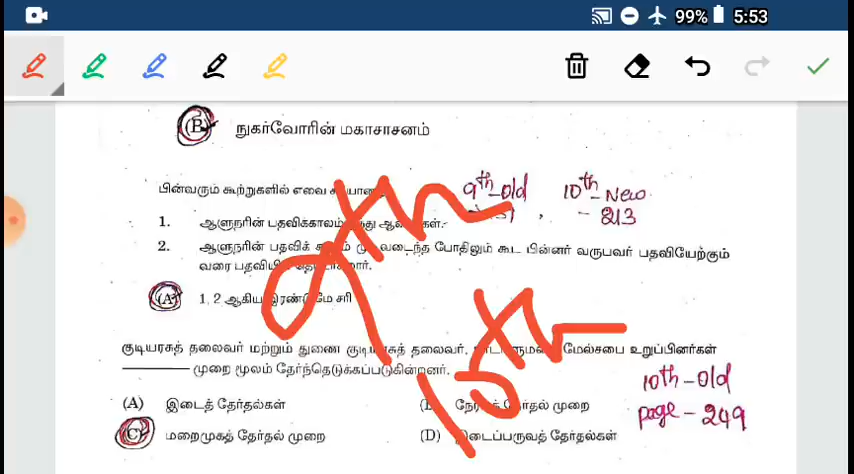 99% 5:53
(B) நுகர்வோரின் மகாசாசனம்
பின்வரும் கூற்றுகளில் எவை
9th-Old 10th-New
, - 213
1. ஆளுநரின் பதவிக்காலம்
2. ஆளுநரின் பதவிக் போதிலும் கூட பின்னர் வருபவர் பதவியேற்கும்
வரை
(A) 1, 2 ஆகிய இரண்டுமே சரி
9th
10th
குடியரசுத் தலைவர் மற்றும் துணை குடியரசுத் தலைவர், மேல்சபை உறுப்பினர்கள்
முறை மூலம் தேர்ந்தெடுக்கப்படுகின்றனர்.
10th-Old
page - 249
(A) இடைத் தேர்தல்கள்
தேர்தல் முறை
(C) மறைமுகத் தேர்தல் முறை
(D) இடைப்பருவத் தேர்தல்கள்